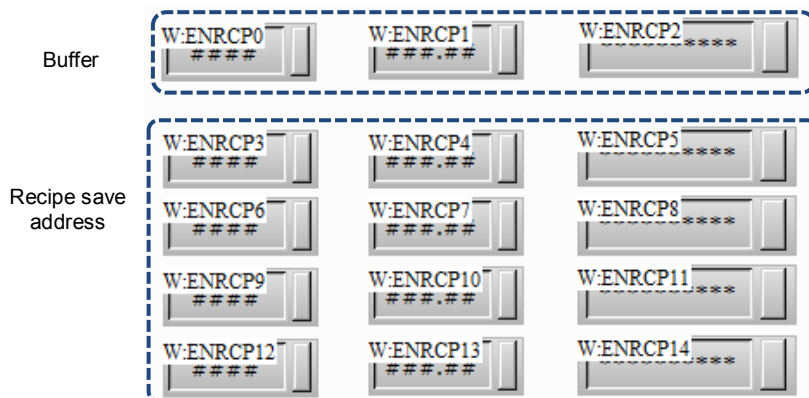 Buffer
W:ENRCP0 W:ENRCP1 W:ENRCP2
#### ###.## ****
Recipe save
address
W:ENRCP3 W:ENRCP4 W:ENRCP5
#### ###.## ****
W:ENRCP6 W:ENRCP7 W:ENRCP8
#### ###.## ****
W:ENRCP9 W:ENRCP10 W:ENRCP11
#### ###.## ***
W:ENRCP12 W:ENRCP13 W:ENRCP14
#### ###.## ***